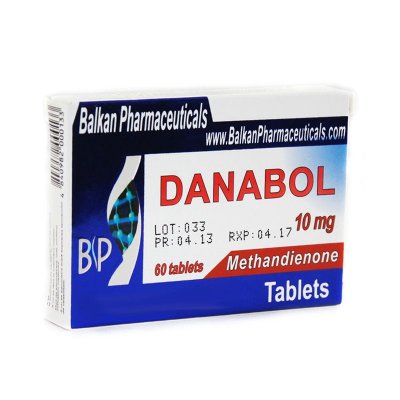 Balkan Pharmaceuticals
www.BalkanPharmaceuticals.com
DANABOL
LOT:033
PR:04.13 RXP:04.17
10 mg
60 tablets
Methandienone
Tablets
BP